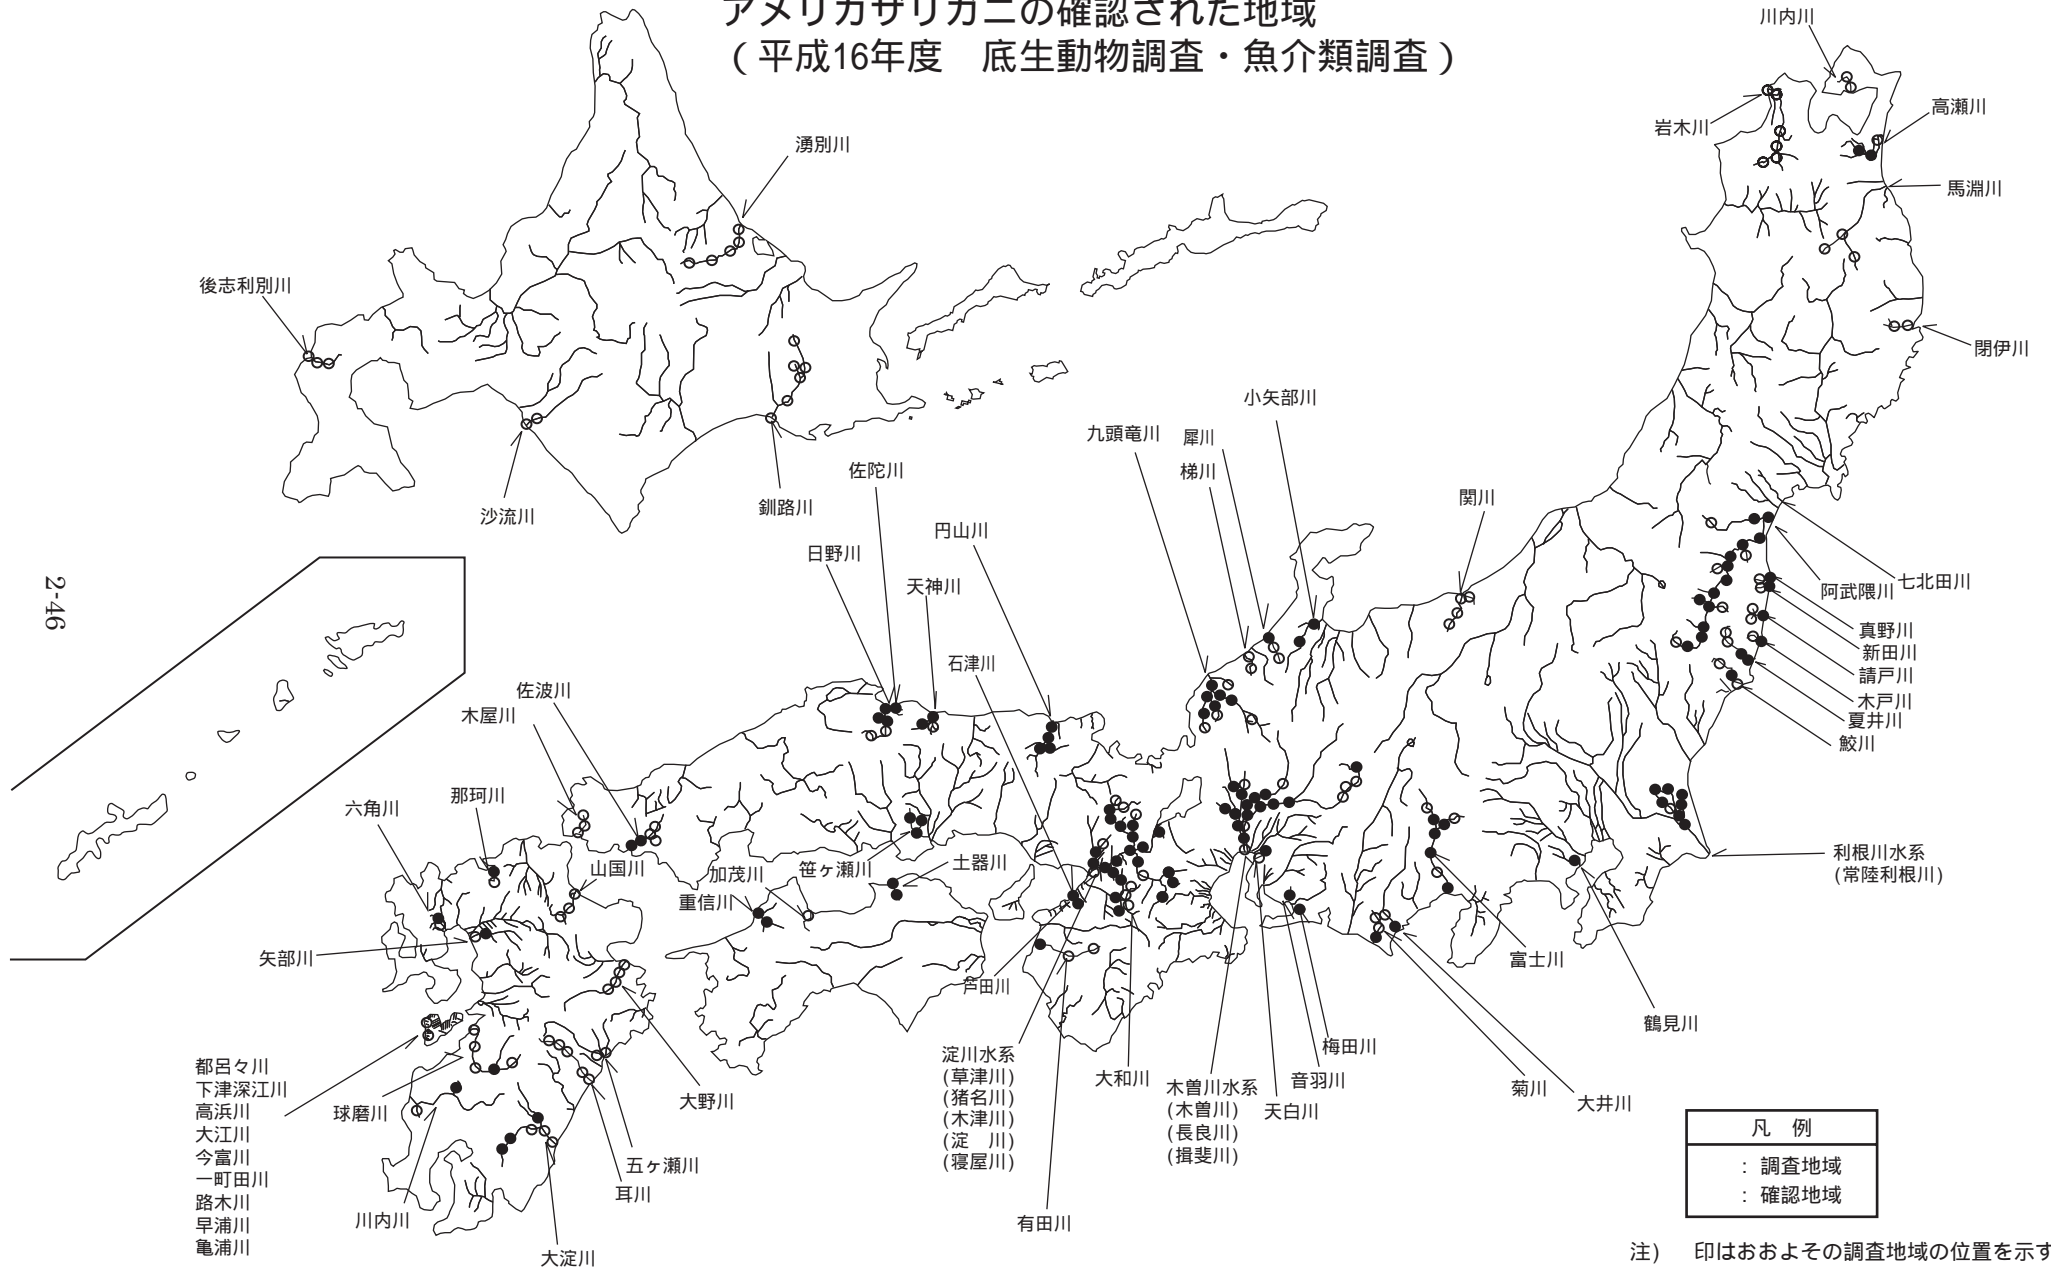 アメリカザリガニの確認された地域
（平成16年度　底生動物調査・魚介類調査）
川内川
高瀬川
岩木川
馬淵川
閉伊川
湧別川
後志利別川
沙流川
釧路川
小矢部川
九頭竜川
犀川
梯川
関川
佐陀川
円山川
日野川
天神川
石津川
佐波川
木屋川
那珂川
六角川
山国川
加茂川
笹ヶ瀬川
土器川
重信川
矢部川
芦田川
七北田川
阿武隈川
真野川
新田川
請戸川
木戸川
夏井川
鮫川
利根川水系
(常陸利根川)
富士川
鶴見川
菊川
大井川
梅田川
音羽川
天白川
木曽川水系
(木曽川)
(長良川)
(揖斐川)
大和川
淀川水系
(草津川)
(猪名川)
(木津川)
(淀　川)
(寝屋川)
有田川
大野川
五ヶ瀬川
耳川
大淀川
川内川
球磨川
都呂々川
下津深江川
高浜川
大江川
今富川
一町田川
路木川
早浦川
亀浦川
凡　例
：調査地域
：確認地域
注)　印はおおよその調査地域の位置を示す
2-46